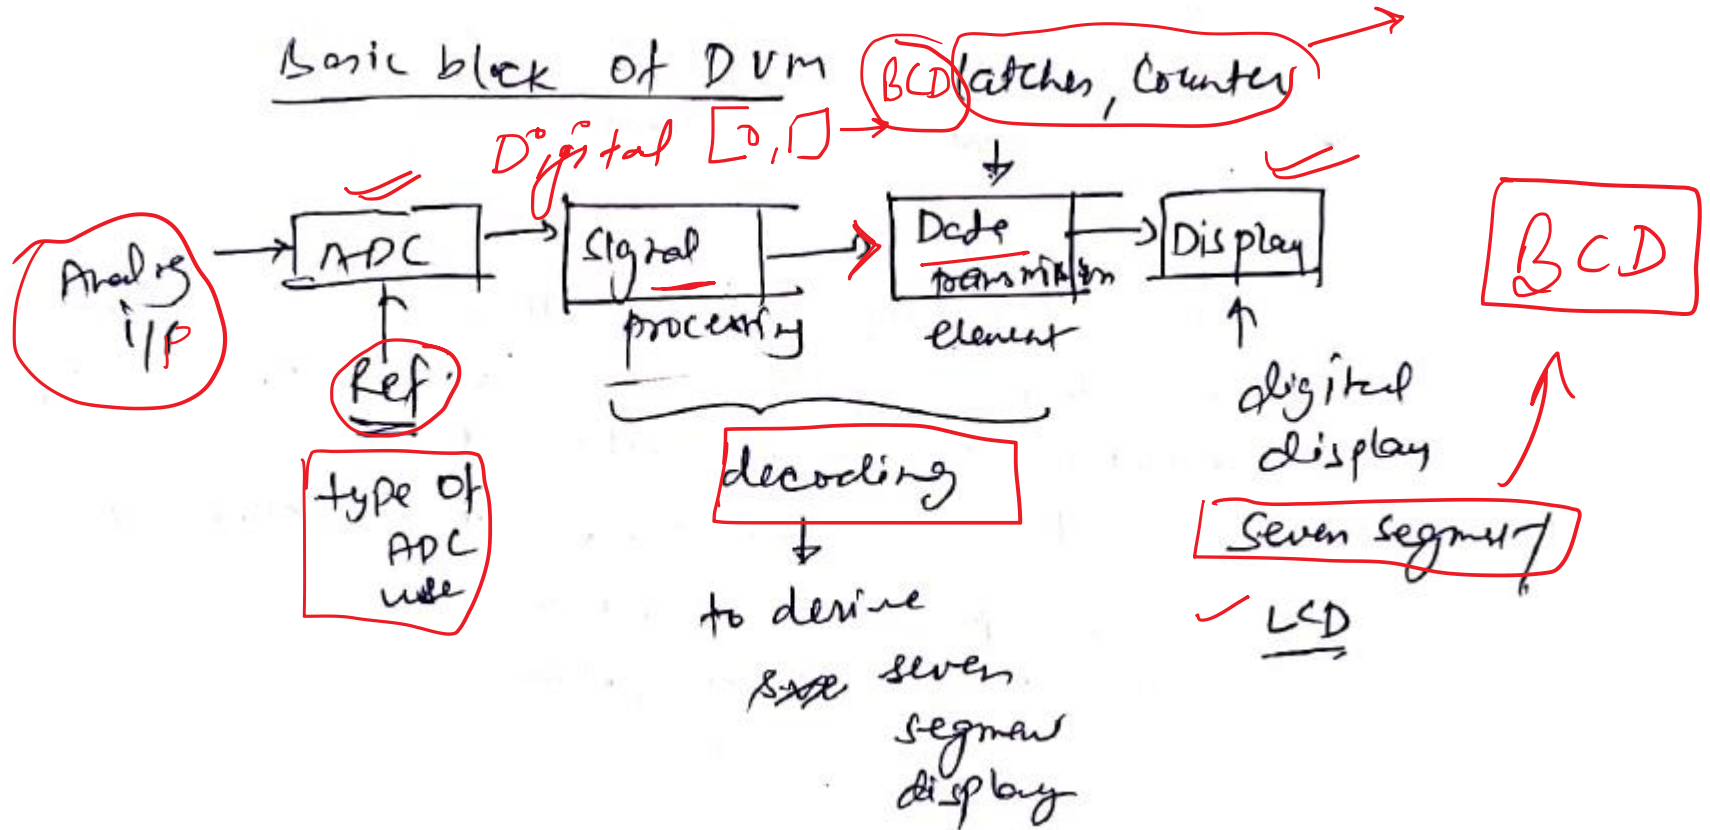 Basic block of DVM
BCD latches, Counter
Digital [0,1]
Analog
i/p
ADC
Signal
processing
Data
transmission
element
Display
BCD
Ref.
type of
ADC
use
decoding
digital
display
Seven segment
LCD
to derive
seven
segment
display